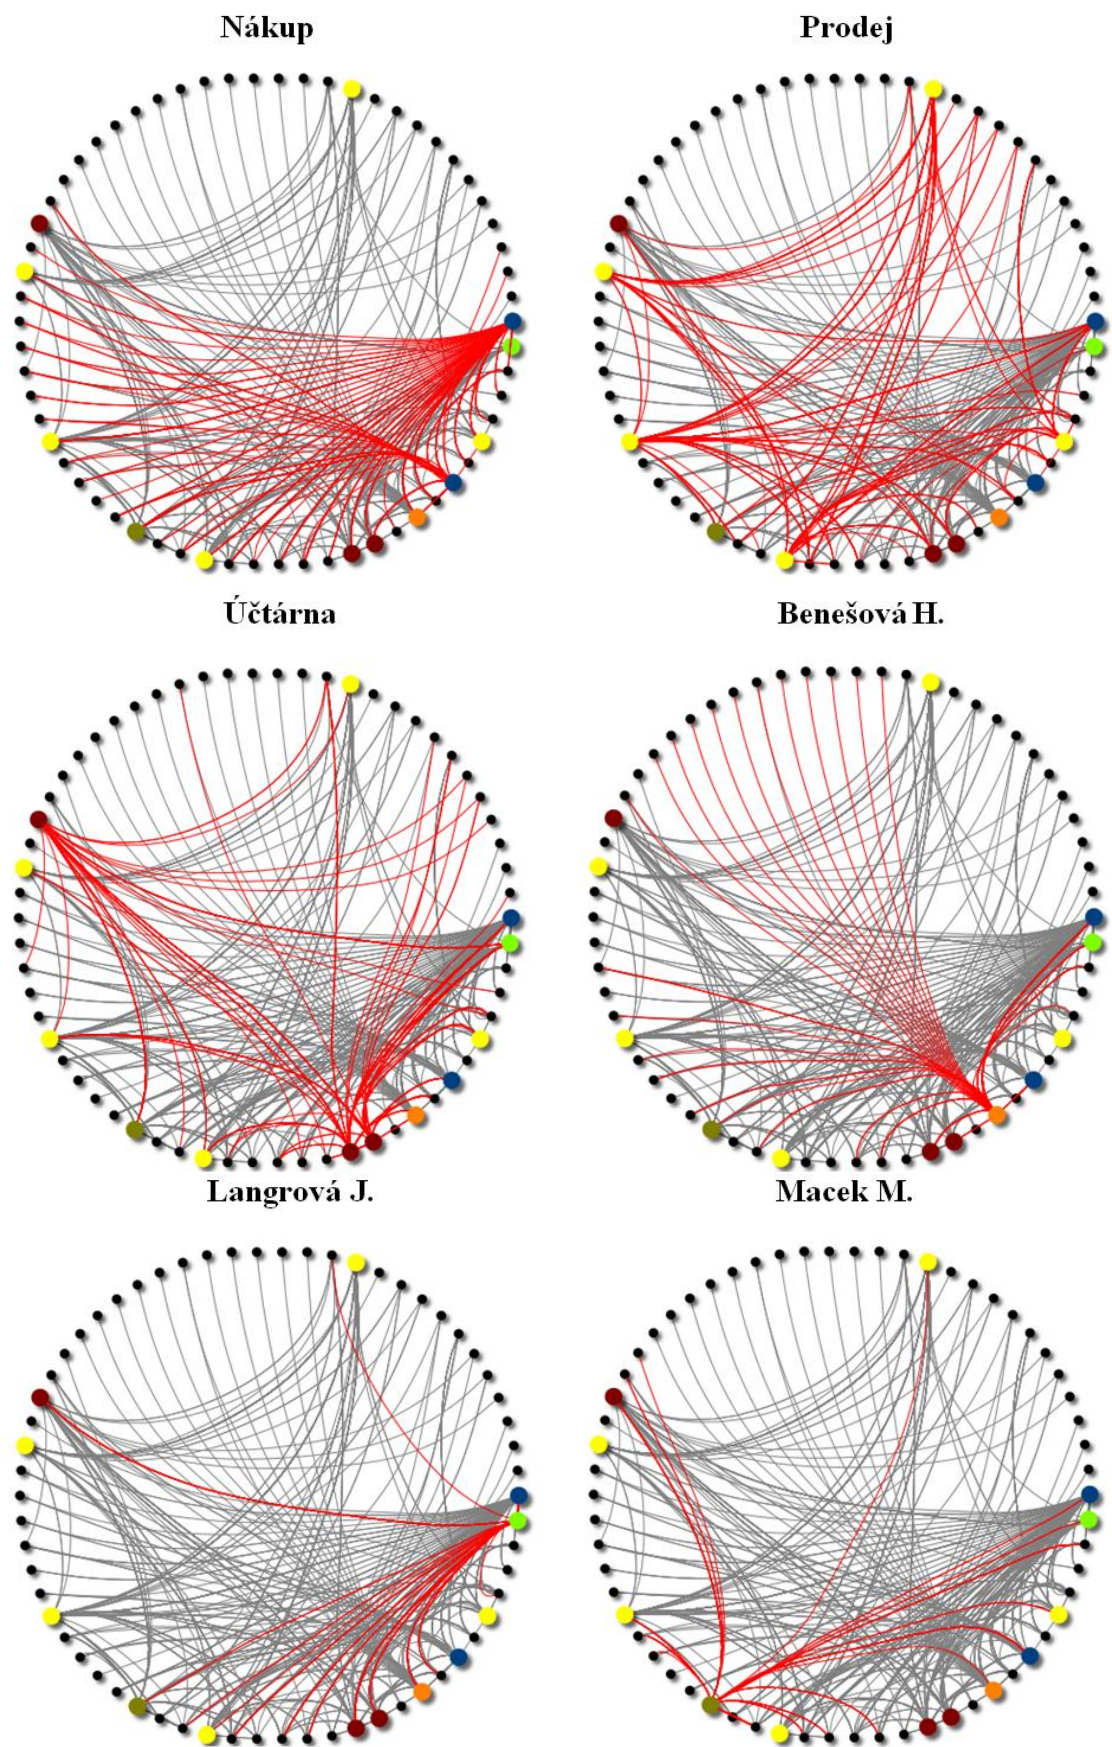 Nákup
Prodej
Účtárna
Benešová H.
Langrová J.
Macek M.